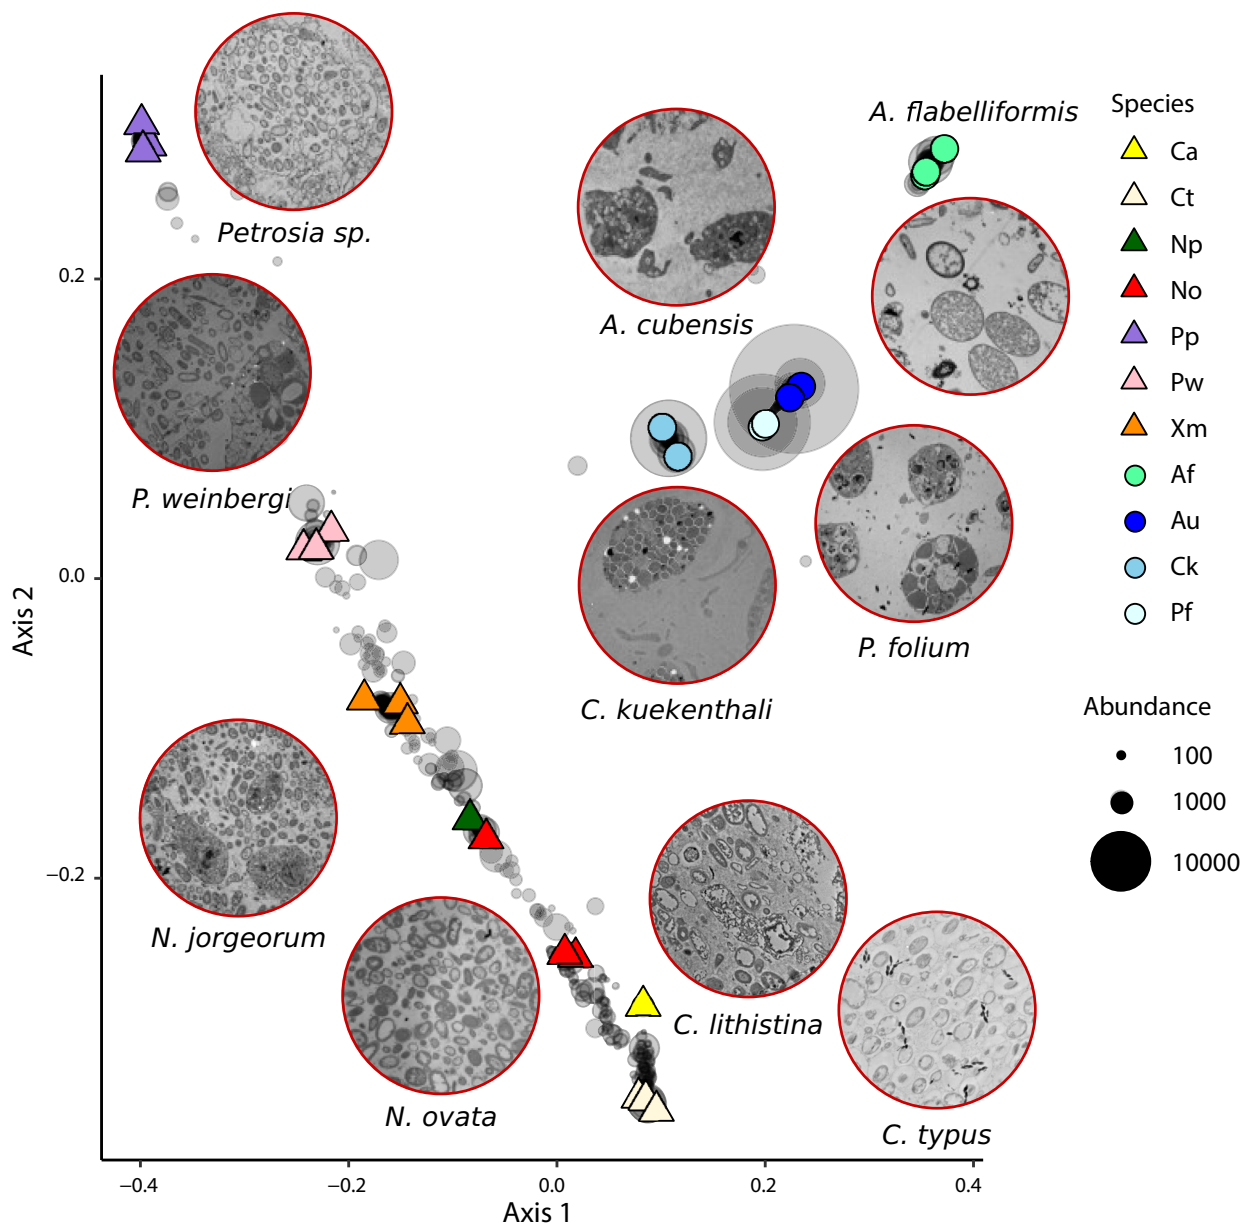 A. flabelliformis
Species
Ca
Ct
Np
No
Pp
Pw
Xm
Af
Au
Ck
Pf
Petrosia sp.
A. cubensis
P. weinbergi
P. folium
C. kuekenthali
N. jorgeorum
N. ovata
C. lithistina
C. typus
Abundance
100
1000
10000
0.2
0.0
−0.2
Axis 2
−0.4
−0.2
0.0
0.2
0.4
Axis 1